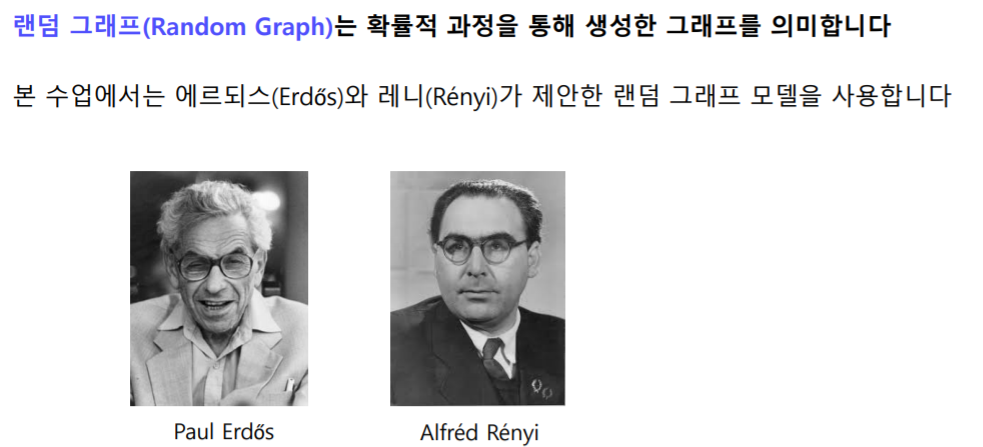 랜덤 그래프(Random Graph)는 확률적 과정을 통해 생성한 그래프를 의미합니다
본 수업에서는 에르되스(Erdős)와 레니(Rényi)가 제안한 랜덤 그래프 모델을 사용합니다
Paul Erdős
Alfréd Rényi